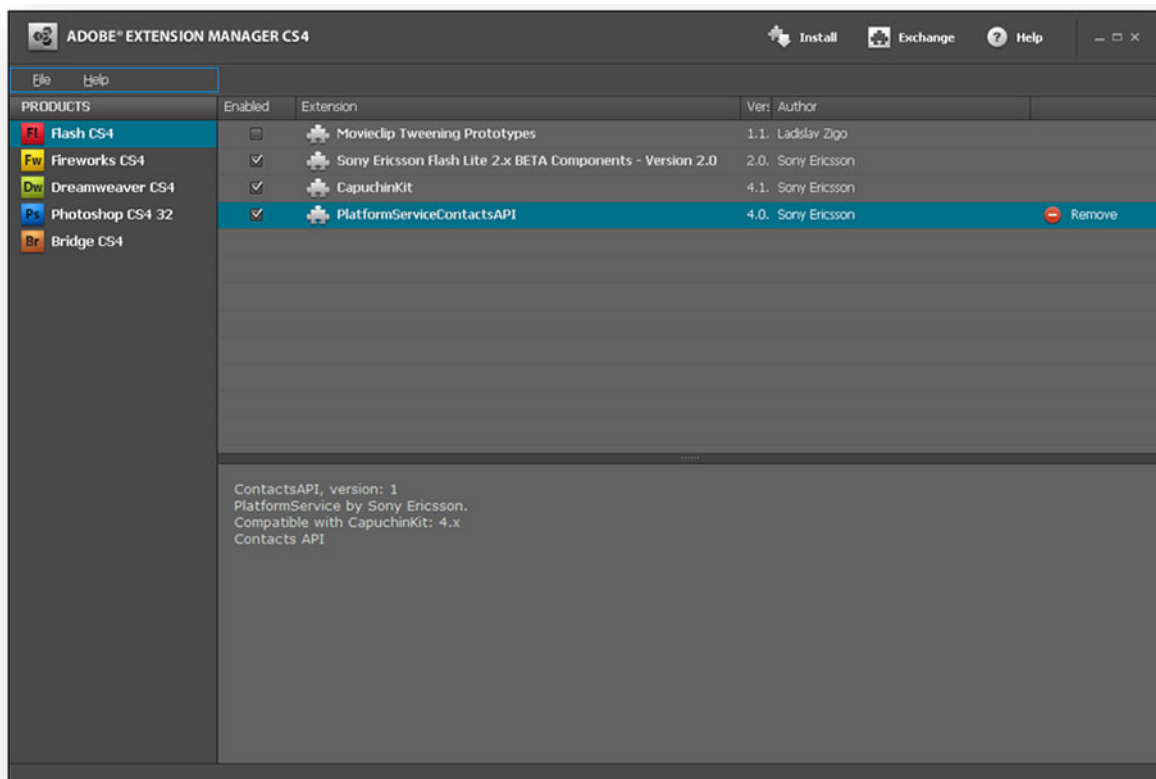 ADOBE® EXTENSION MANAGER CS4 Install Exchange ? Help
File Help
PRODUCTS Enabled Extension Vers Author
Fl Flash CS4 Movieclip Tweening Prototypes 1.1. Ladislav Zigo
Fw Fireworks CS4 Sony Ericsson Flash Lite 2.x BETA Components - Version 2.0 2.0. Sony Ericsson
Dw Dreamweaver CS4 CapuchinKit 4.1. Sony Ericsson
Ps Photoshop CS4 32 PlatformServiceContactsAPI 4.0. Sony Ericsson Remove
Br Bridge CS4
ContactsAPI, version: 1
PlatformService by Sony Ericsson.
Compatible with CapuchinKit: 4.x
Contacts API